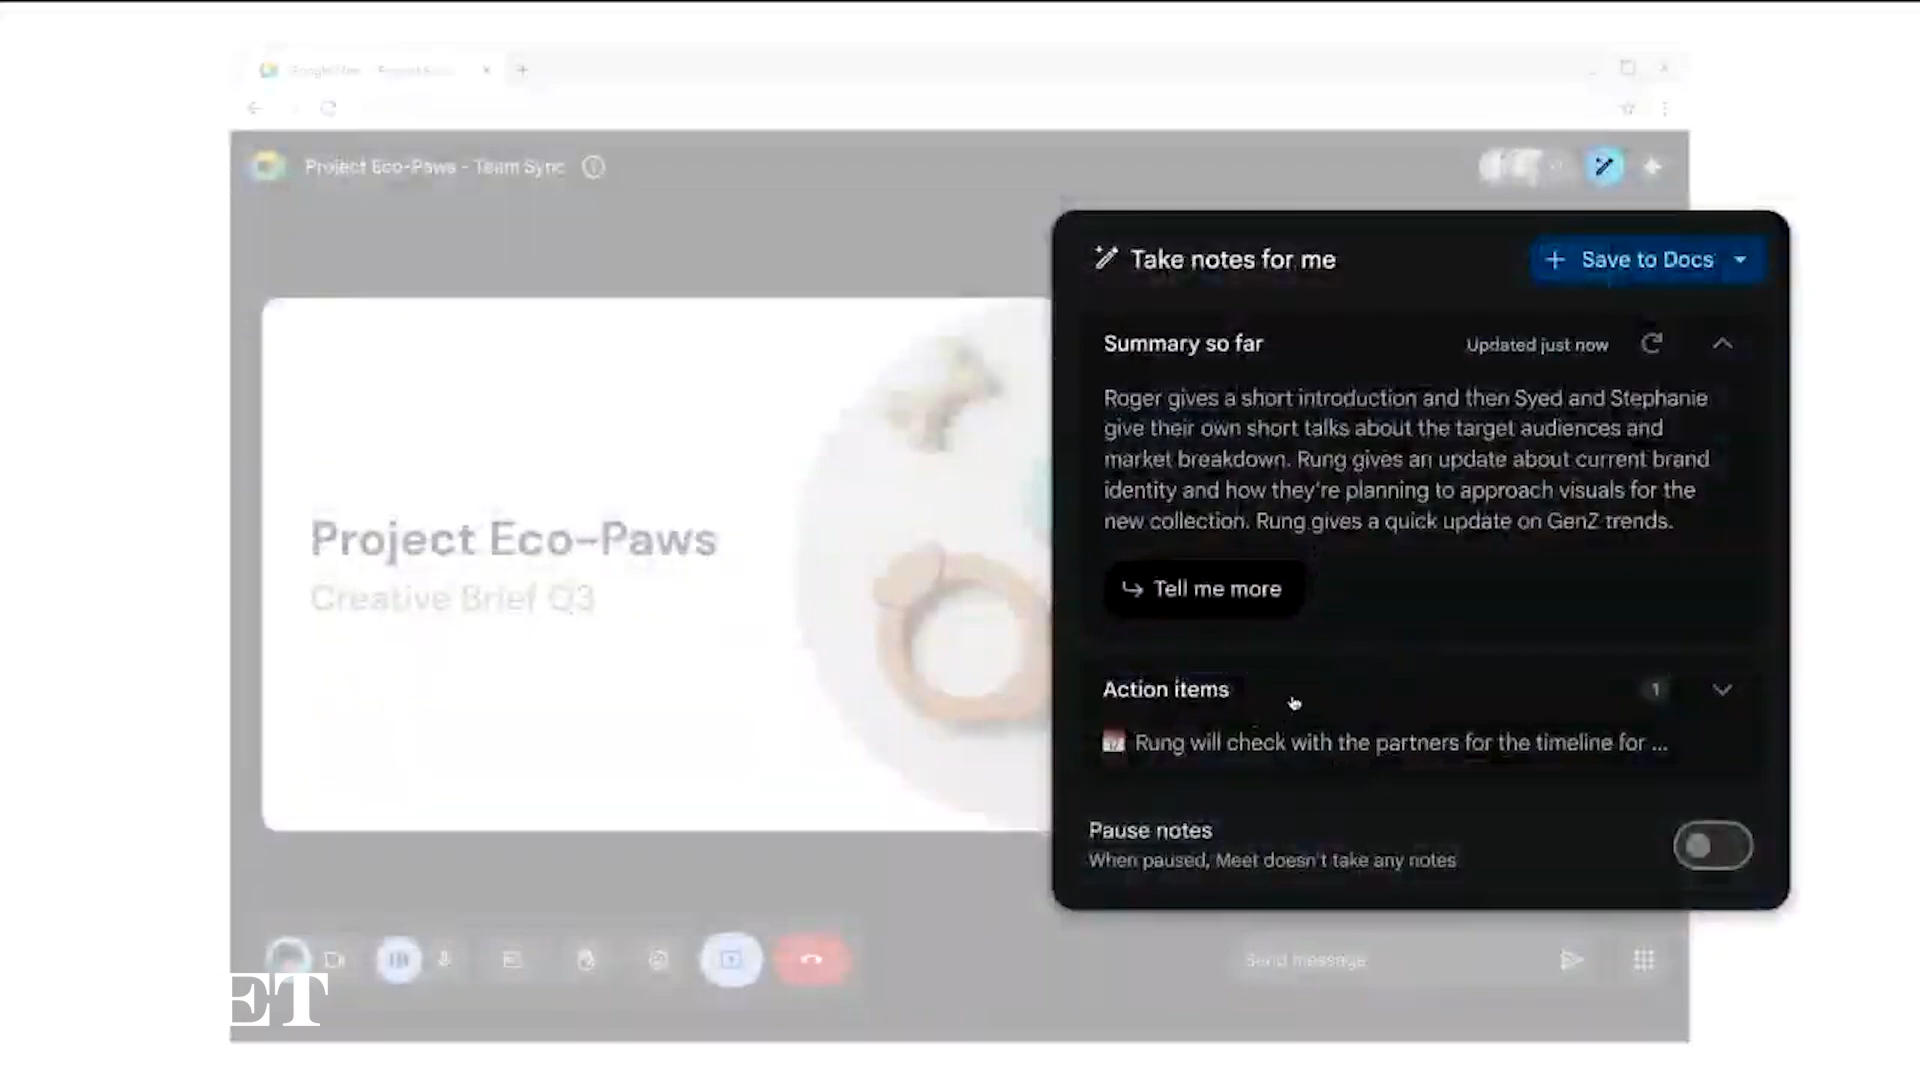 Project Eco-Paws - Team Sync
Take notes for me
Save to Docs
Summary so far
Updated just now
Roger gives a short introduction and then Syed and Stephanie
give their own short talks about the target audiences and
market breakdown. Rung gives an update about current brand
identity and how they're planning to approach visuals for the
new collection. Rung gives a quick update on GenZ trends.
Tell me more
Action items
1
Rung will check with the partners for the timeline for ...
Pause notes
When paused, Meet doesn't take any notes
Project Eco-Paws
Creative Brief Q3
Send message
ET